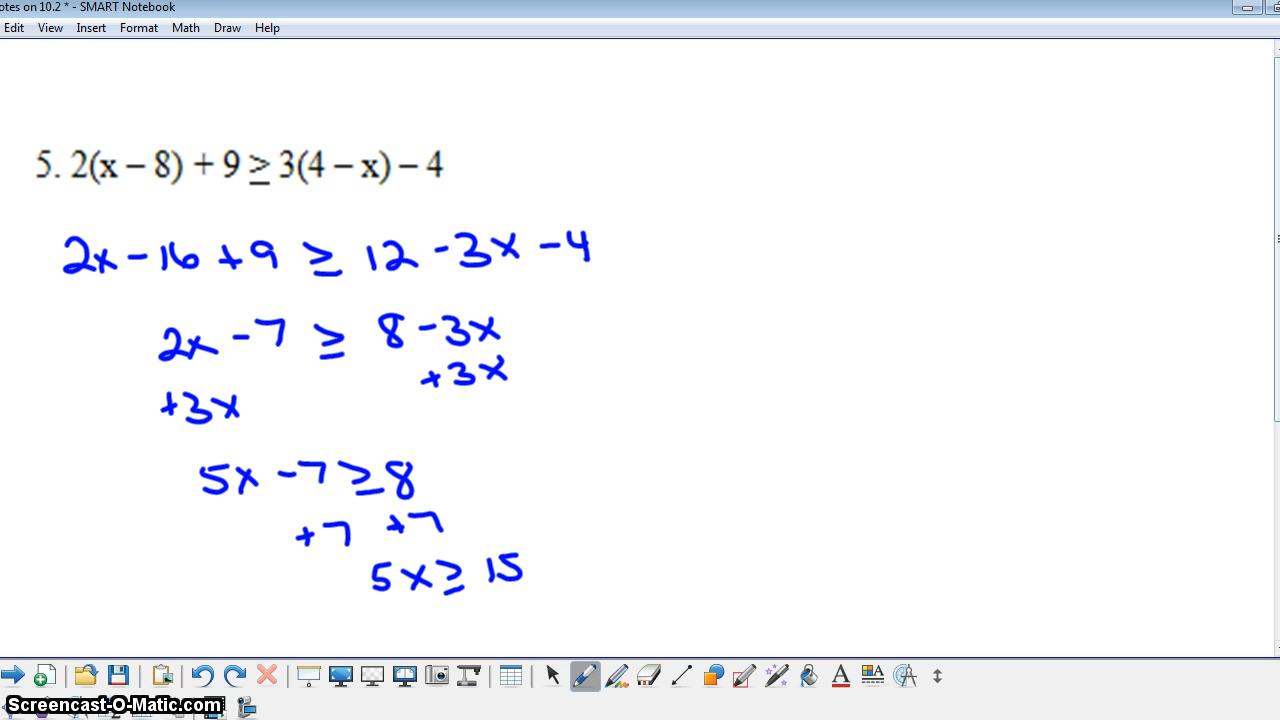 otes on 10.2 * - SMART Notebook
Edit View Insert Format Math Draw Help
5. 2(x – 8) + 9 ≥ 3(4 – x) – 4
2x - 16 + 9 ≥ 12 - 3x - 4
2x - 7 ≥ 8 - 3x
+3x +3x
5x - 7 ≥ 8
+7 +7
5x ≥ 15
A
Screencast-O-Matic.com